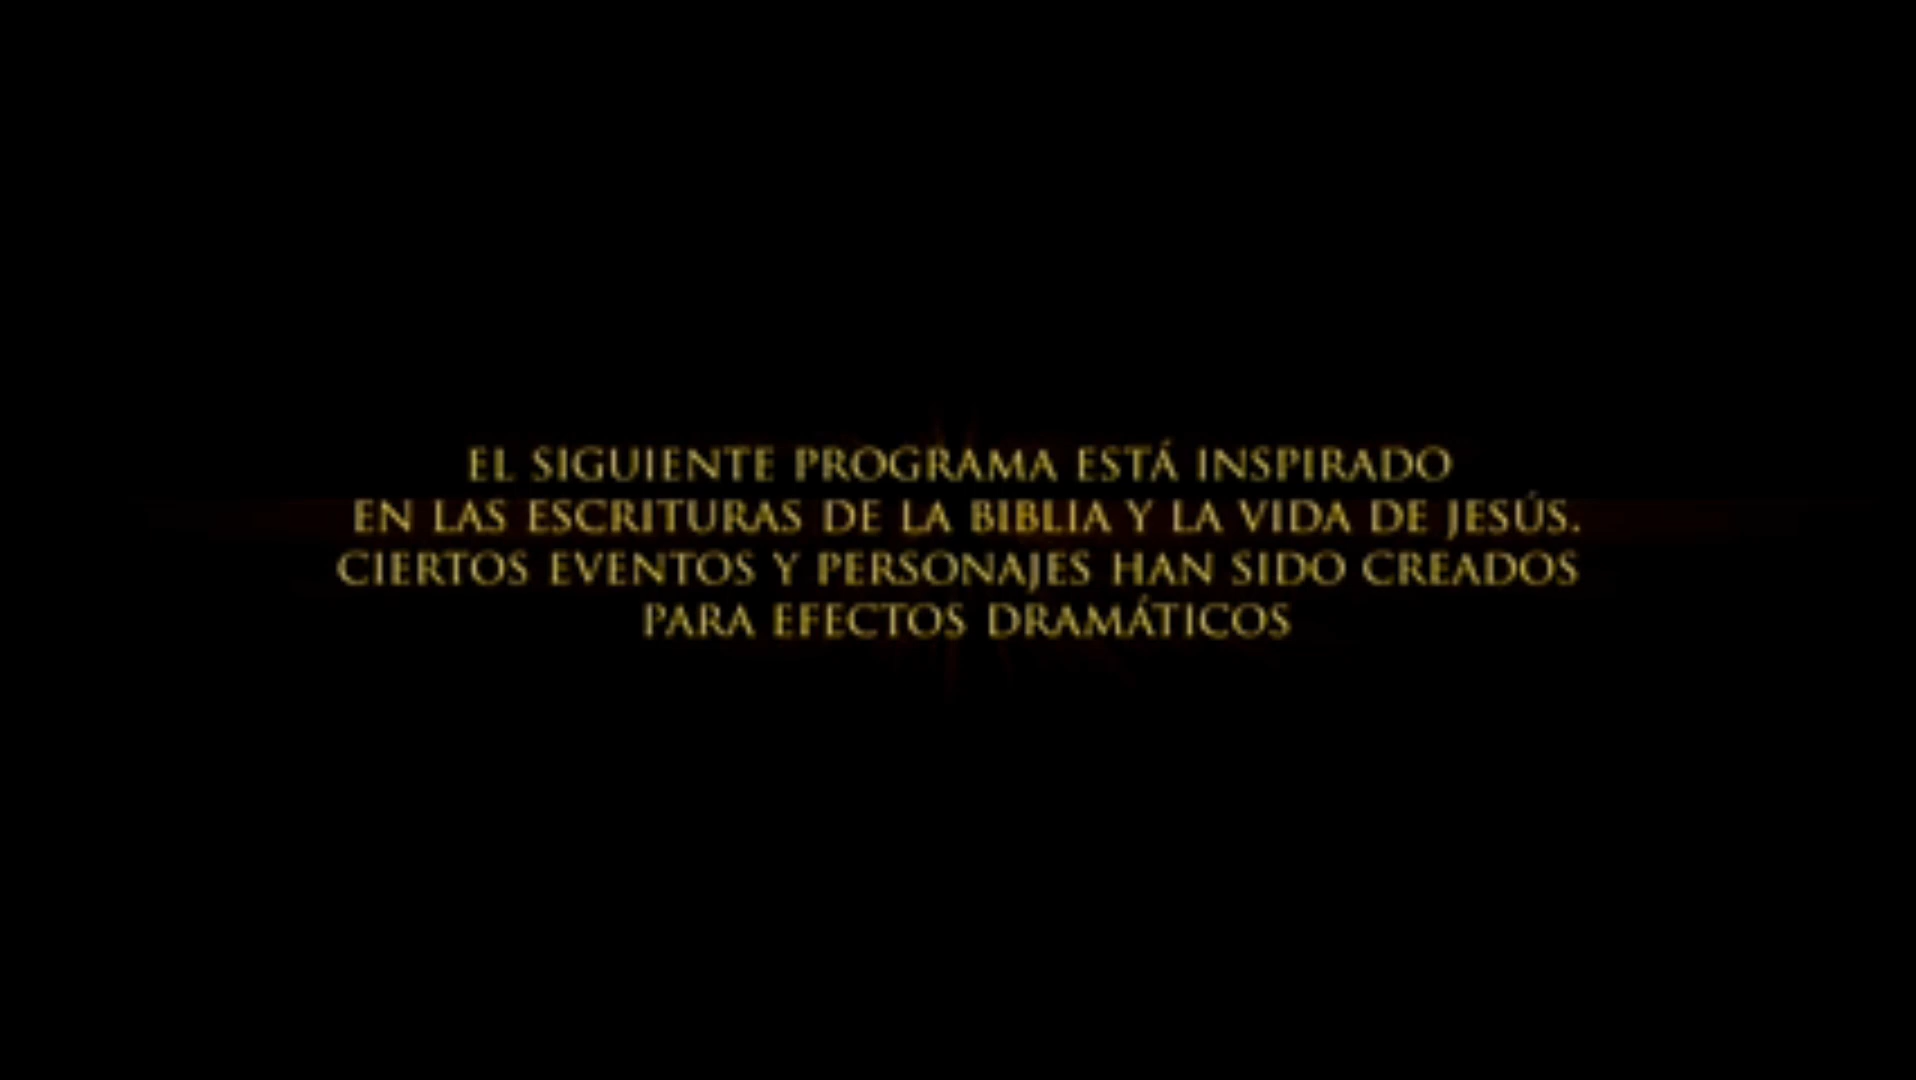 EL SIGUIENTE PROGRAMA ESTÁ INSPIRADO
EN LAS ESCRITURAS DE LA BIBLIA Y LA VIDA DE JESÚS.
CIERTOS EVENTOS Y PERSONAJES HAN SIDO CREADOS
PARA EFECTOS DRAMÁTICOS